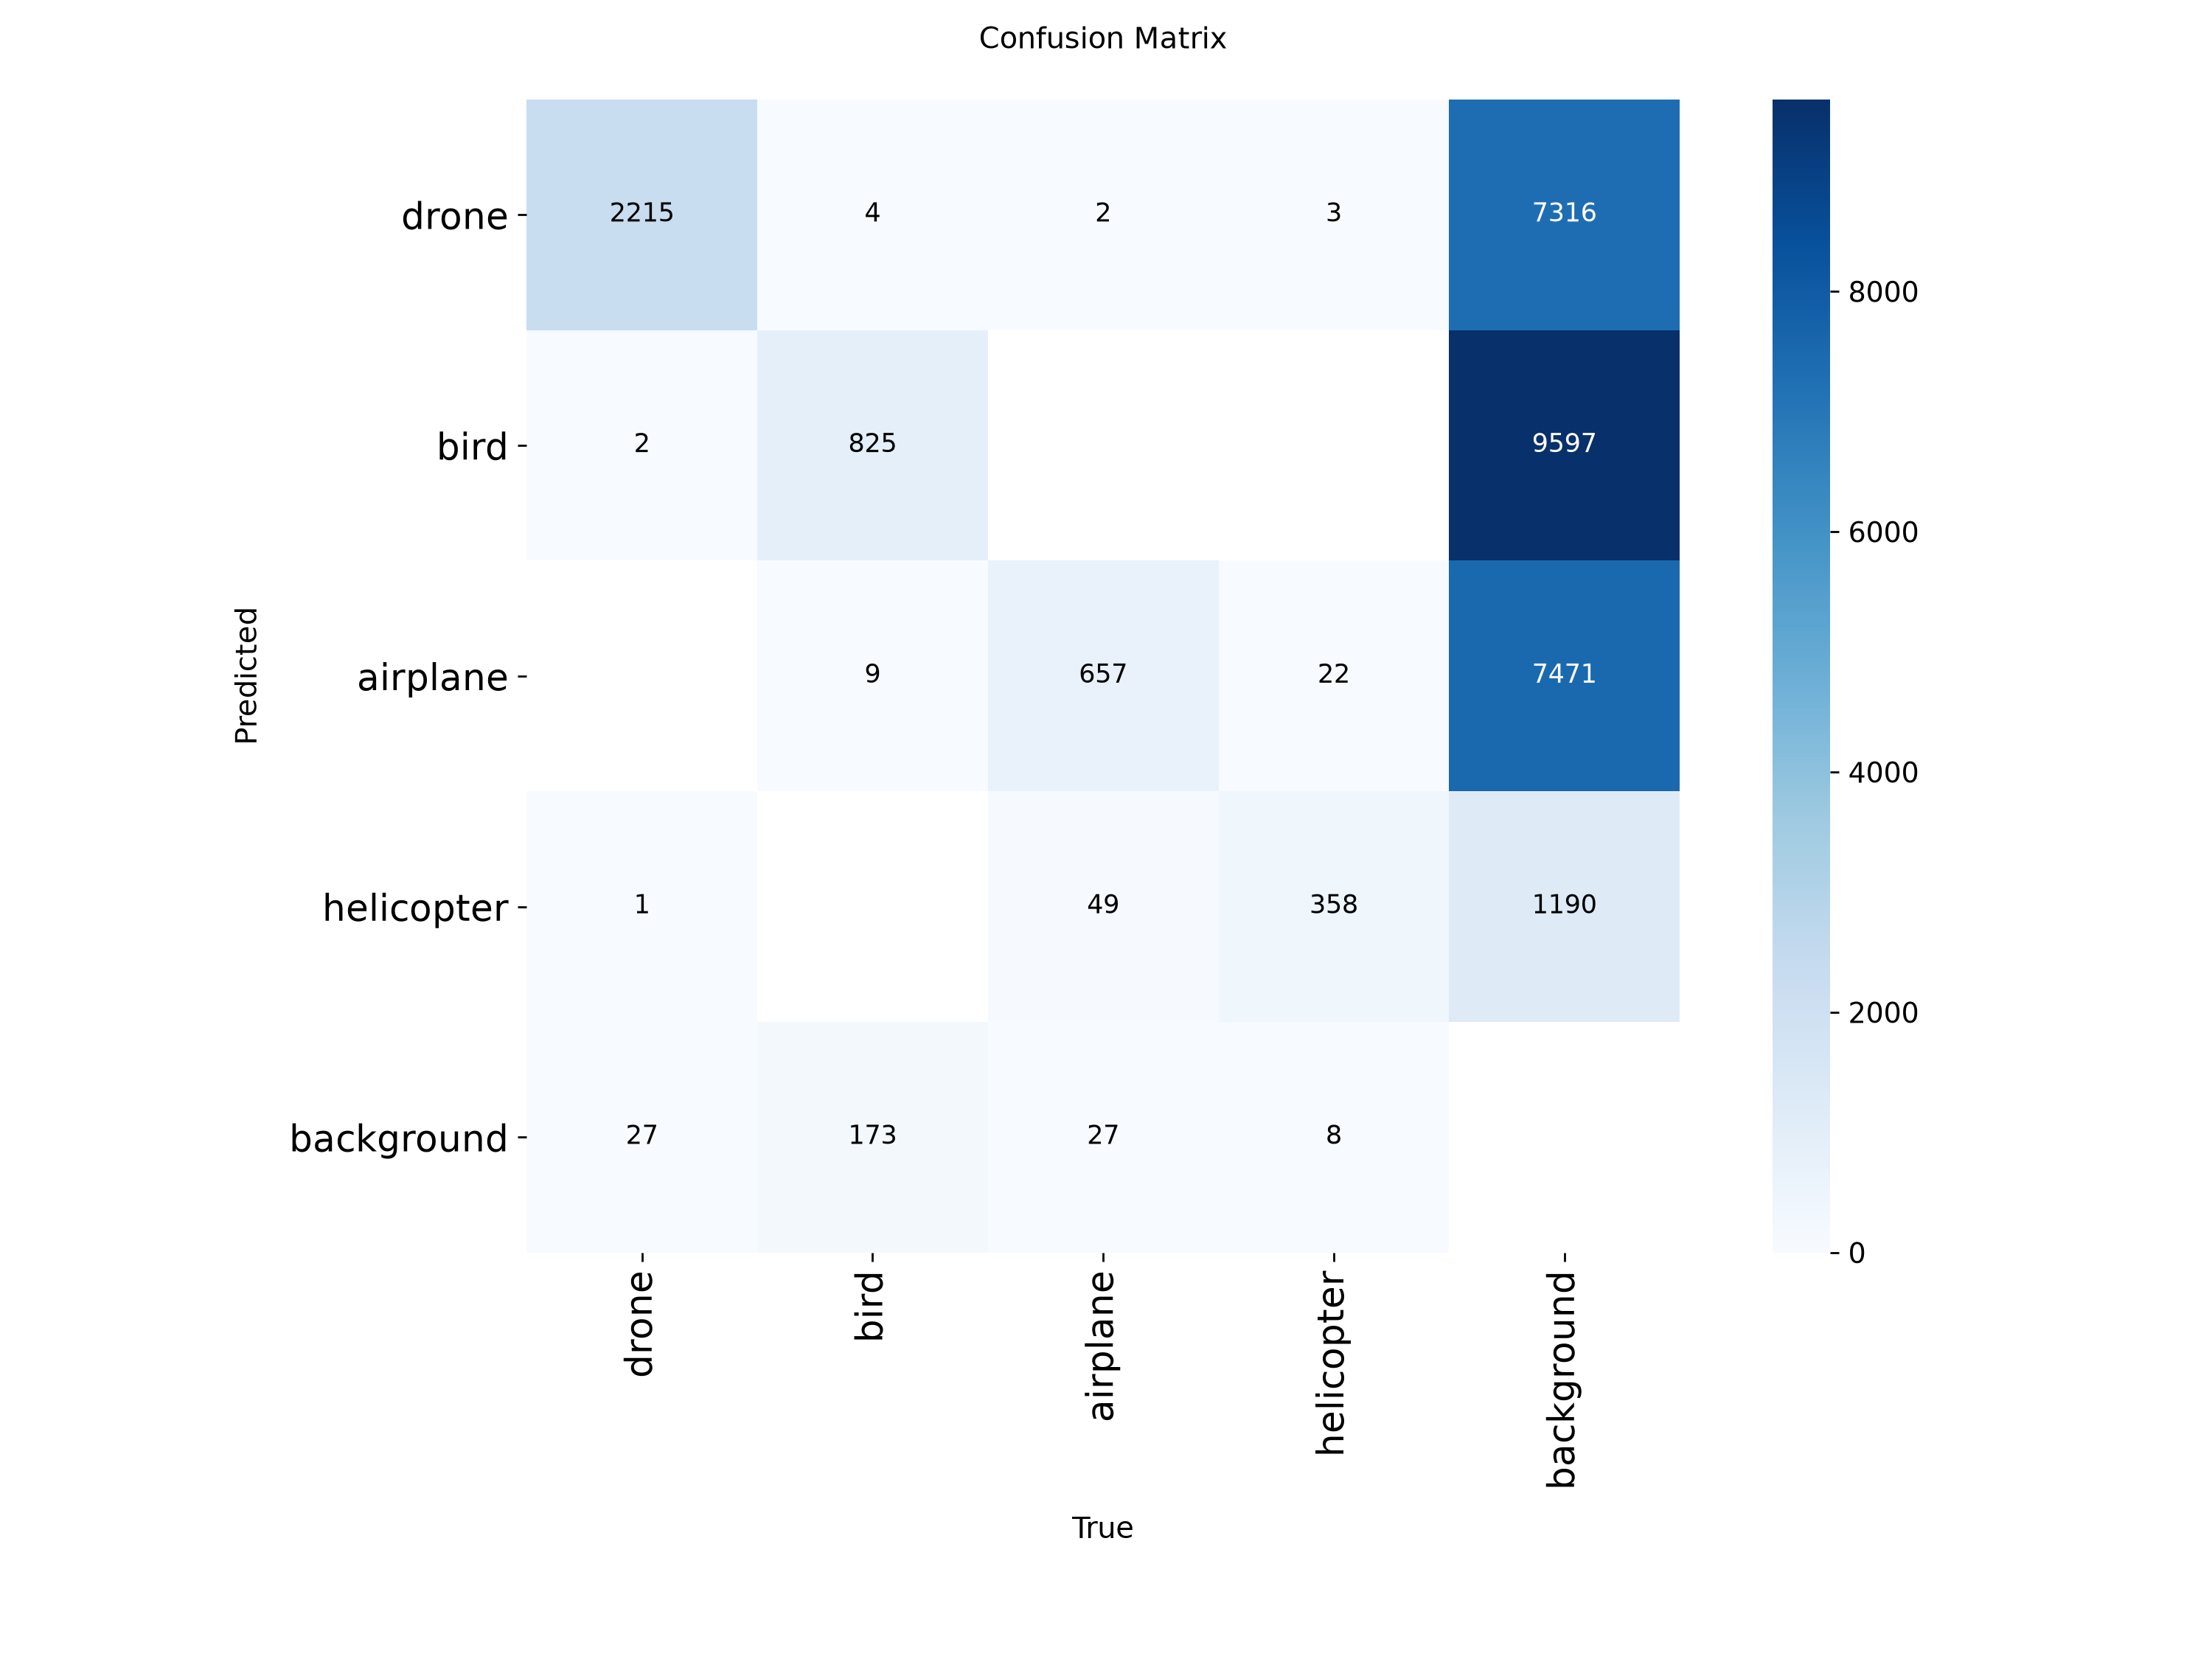 Confusion Matrix
drone 2215 4 2 3 7316
bird 2 825 9597
airplane 9 657 22 7471
helicopter 1 49 358 1190
background 27 173 27 8
drone bird airplane helicopter background
Predicted
True
8000
6000
4000
2000
0